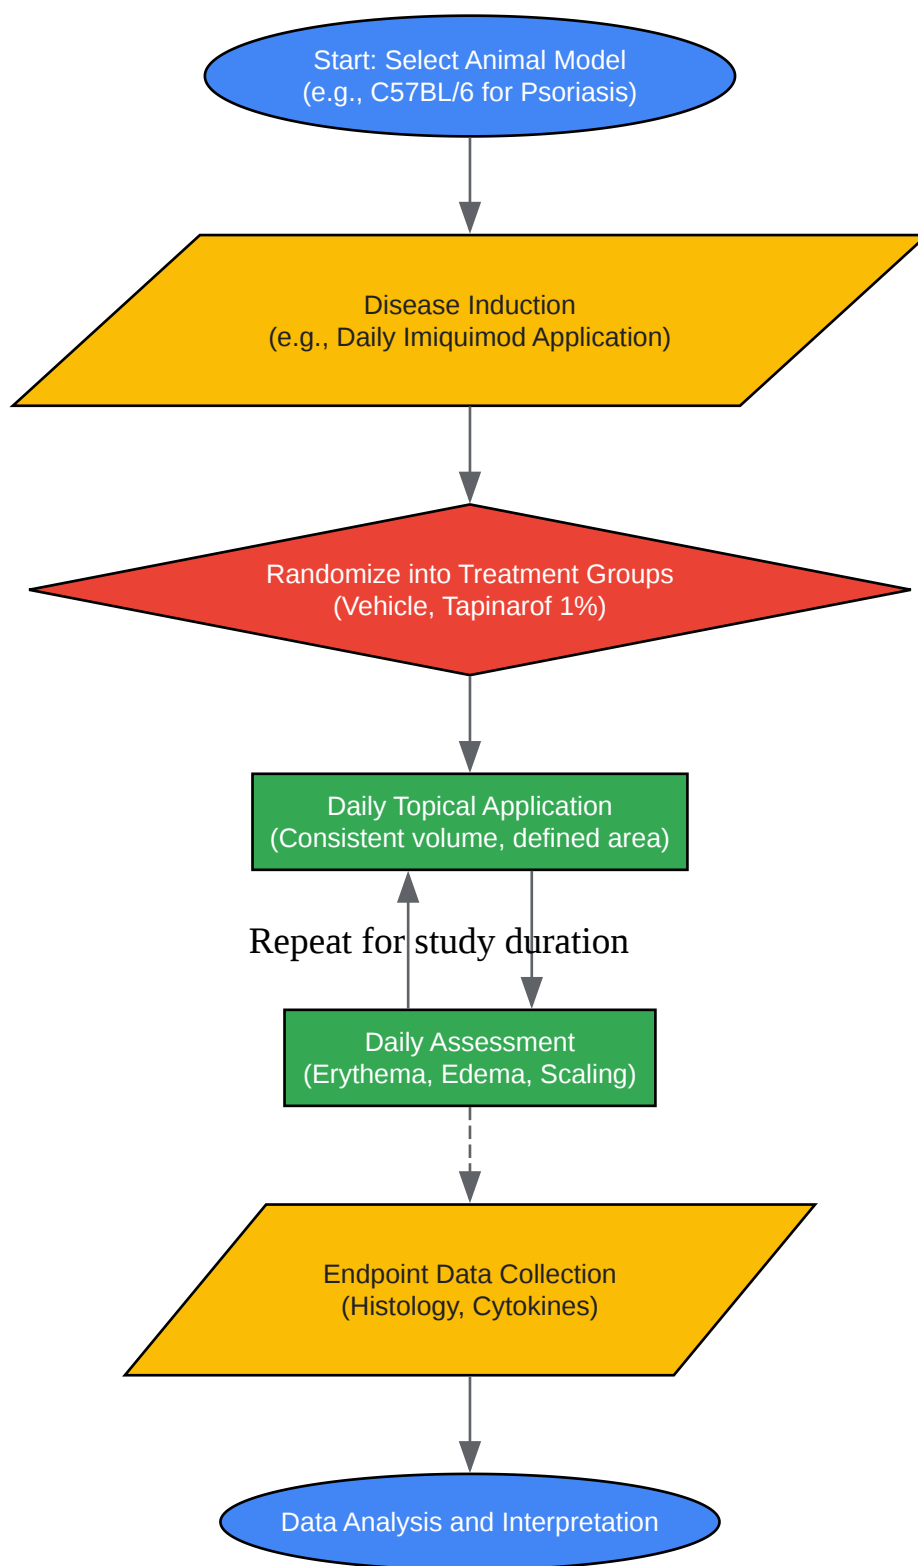 Start: Select Animal Model
(e.g., C57BL/6 for Psoriasis)
Disease Induction
(e.g., Daily Imiquimod Application)
Randomize into Treatment Groups
(Vehicle, Tapinarof 1%)
Daily Topical Application
(Consistent volume, defined area)
Repeat for study duration
Daily Assessment
(Erythema, Edema, Scaling)
Endpoint Data Collection
(Histology, Cytokines)
Data Analysis and Interpretation